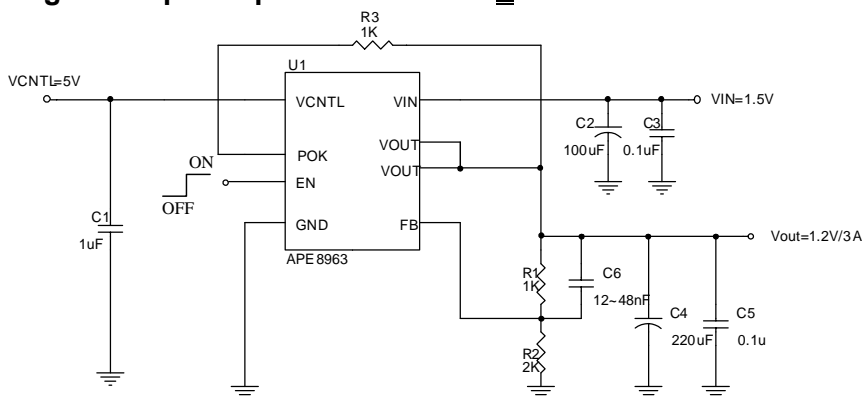 R3
1K
U1
VCNTL=5V
VCNTL
VIN
VIN=1.5V
C2
100uF
C3
0.1uF
VOUT
VOUT
POK
ON
OFF
EN
GND
FB
APE8963
C1
1uF
Vout=1.2V/3A
R1
1K
C6
12~48nF
C4
220uF
C5
0.1u
R2
2K